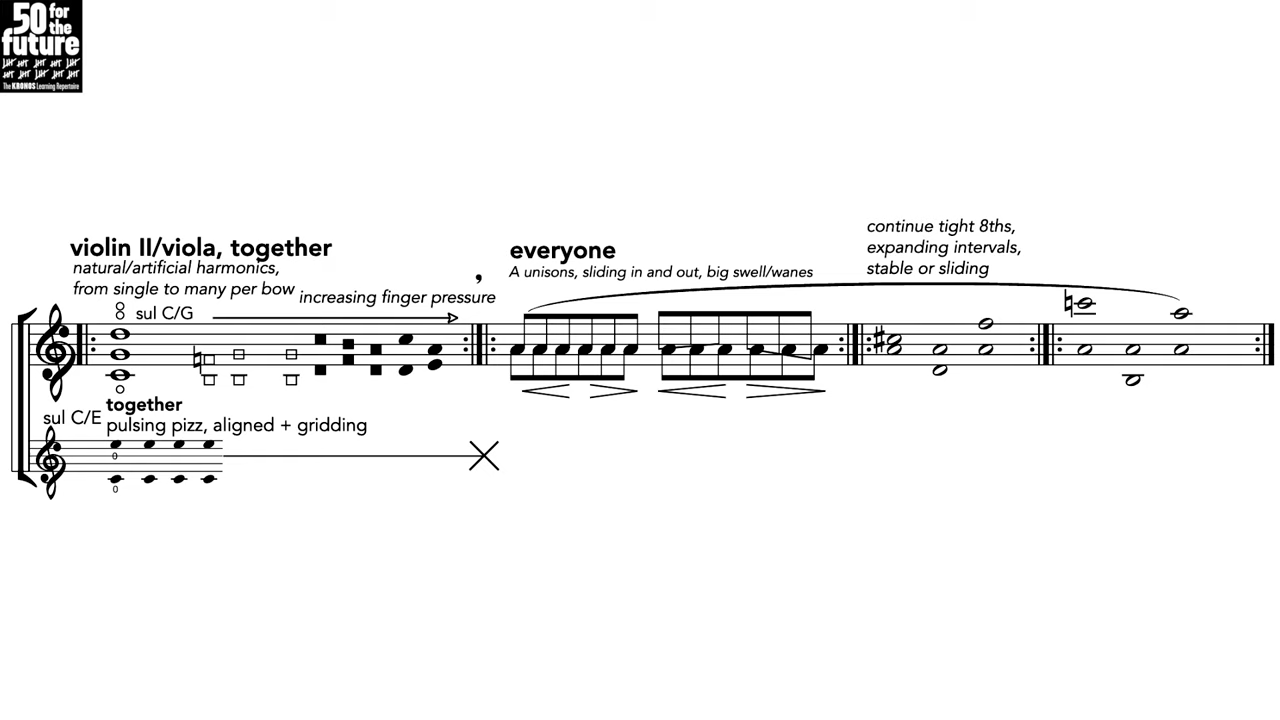 50 for
the
future
The KRONOS Learning Repertoire
violin II/viola, together
natural/artificial harmonics,
from single to many per bow
increasing finger pressure
sul C/G
everyone
A unisons, sliding in and out, big swell/wanes
continue tight 8ths,
expanding intervals,
stable or sliding
together
sul C/E
pulsing pizz, aligned + gridding
0
0